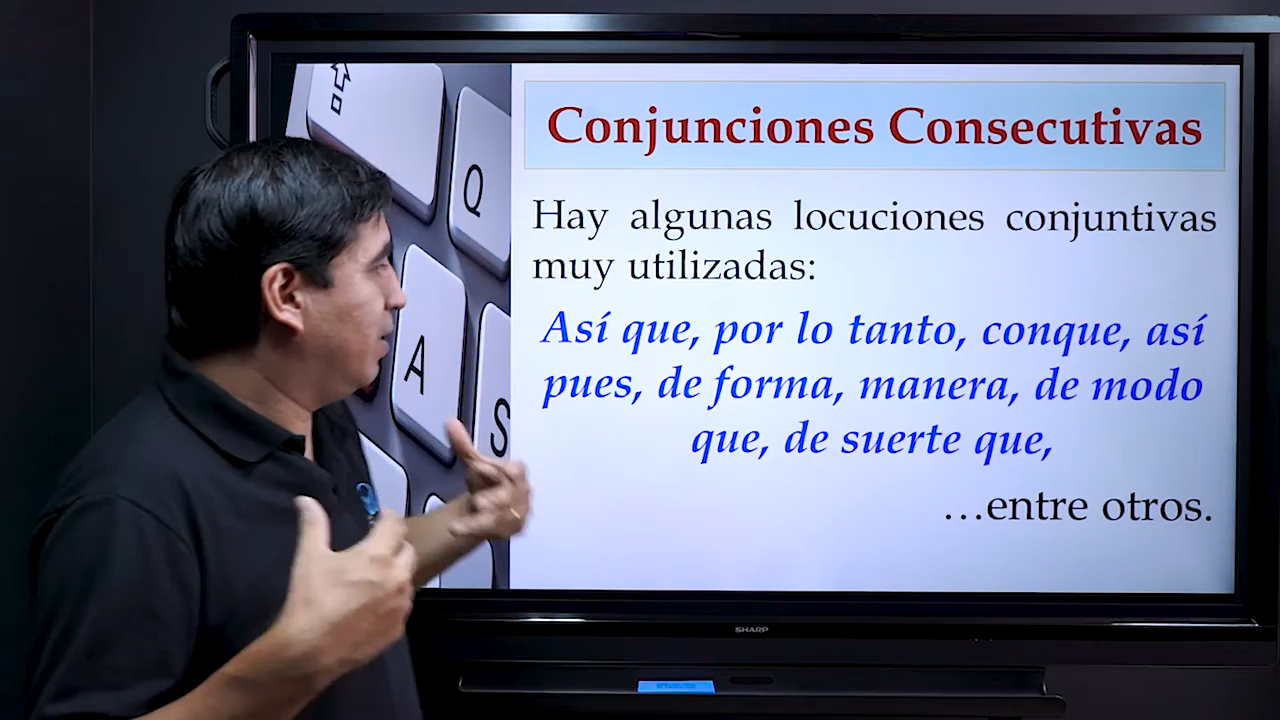 Conjunciones Consecutivas
Hay algunas locuciones conjuntivas
muy utilizadas:
Así que, por lo tanto, conque, así
pues, de forma, manera, de modo
que, de suerte que,
...entre otros.
Q
A
S
SHARP